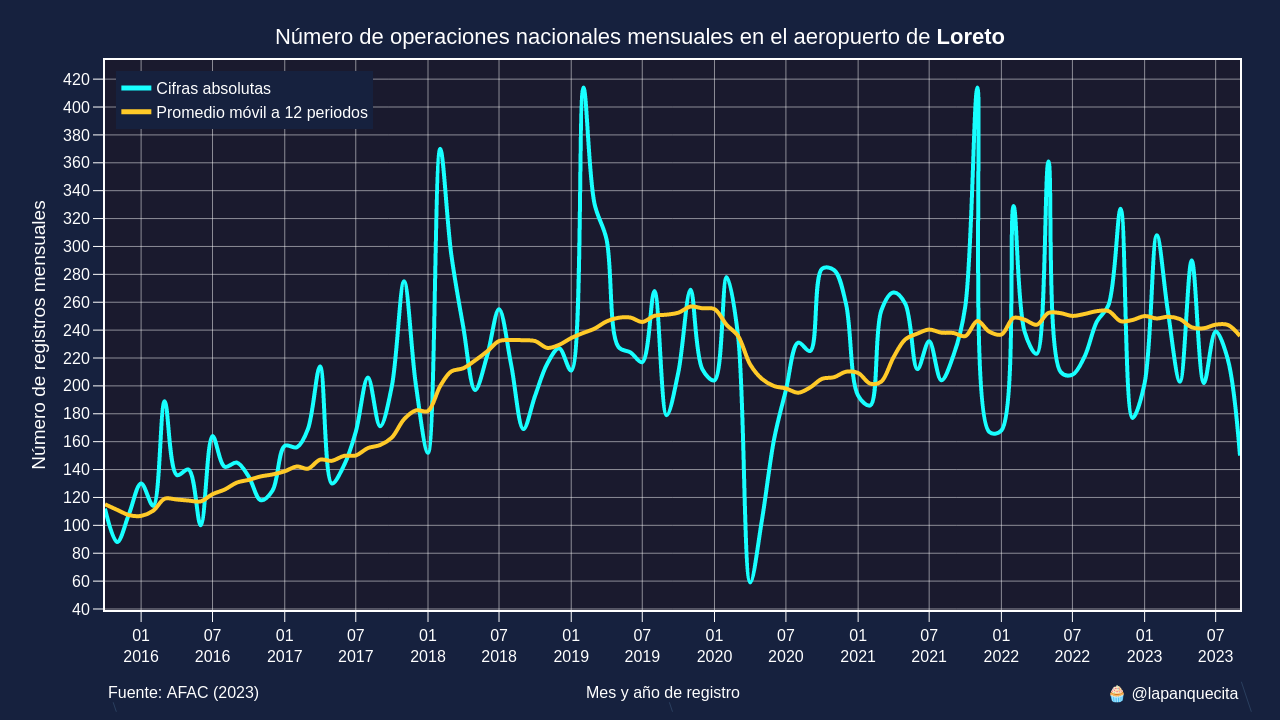 Número de operaciones nacionales mensuales en el aeropuerto de Loreto
Cifras absolutas
Promedio móvil a 12 periodos
Número de registros mensuales
420
400
380
360
340
320
300
280
260
240
220
200
180
160
140
120
100
80
60
40
01 07 01 07 01 07 01 07 01 07 01 07 01 07 01 07
2016 2016 2017 2017 2018 2018 2019 2019 2020 2020 2021 2021 2022 2022 2023 2023
Fuente: AFAC (2023) Mes y año de registro 🧁 @lapanquecita